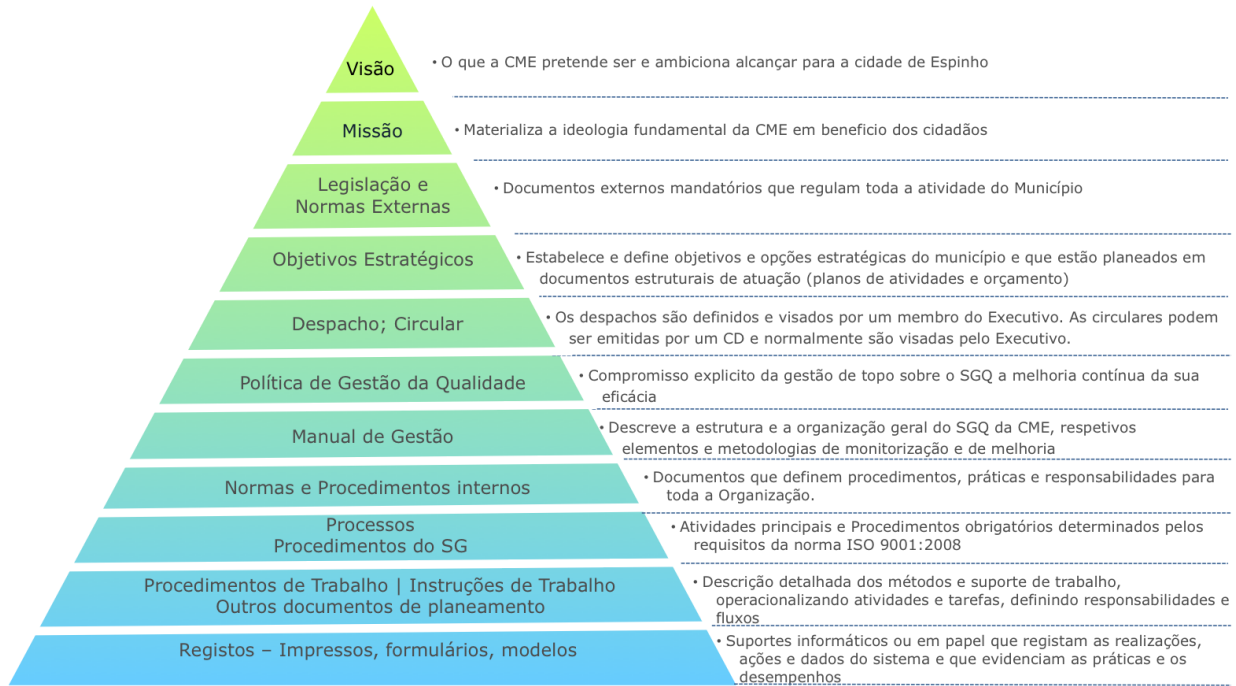 Visão
• O que a CME pretende ser e ambiciona alcançar para a cidade de Espinho
Missão
• Materializa a ideologia fundamental da CME em beneficio dos cidadãos
Legislação e
Normas Externas
• Documentos externos mandatórios que regulam toda a atividade do Município
Objetivos Estratégicos
• Estabelece e define objetivos e opções estratégicas do município e que estão planeados em
documentos estruturais de atuação (planos de atividades e orçamento)
Despacho; Circular
• Os despachos são definidos e visados por um membro do Executivo. As circulares podem
ser emitidas por um CD e normalmente são visadas pelo Executivo.
Política de Gestão da Qualidade
• Compromisso explicito da gestão de topo sobre o SGQ a melhoria contínua da sua
eficácia
Manual de Gestão
• Descreve a estrutura e a organização geral do SGQ da CME, respetivos
elementos e metodologias de monitorização e de melhoria
Normas e Procedimentos internos
• Documentos que definem procedimentos, práticas e responsabilidades para
toda a Organização.
Processos
Procedimentos do SG
• Atividades principais e Procedimentos obrigatórios determinados pelos
requisitos da norma ISO 9001:2008
Procedimentos de Trabalho | Instruções de Trabalho
Outros documentos de planeamento
• Descrição detalhada dos métodos e suporte de trabalho,
operacionalizando atividades e tarefas, definindo responsabilidades e
fluxos
Registos – Impressos, formulários, modelos
• Suportes informáticos ou em papel que registam as realizações,
ações e dados do sistema e que evidenciam as práticas e os
desempenhos